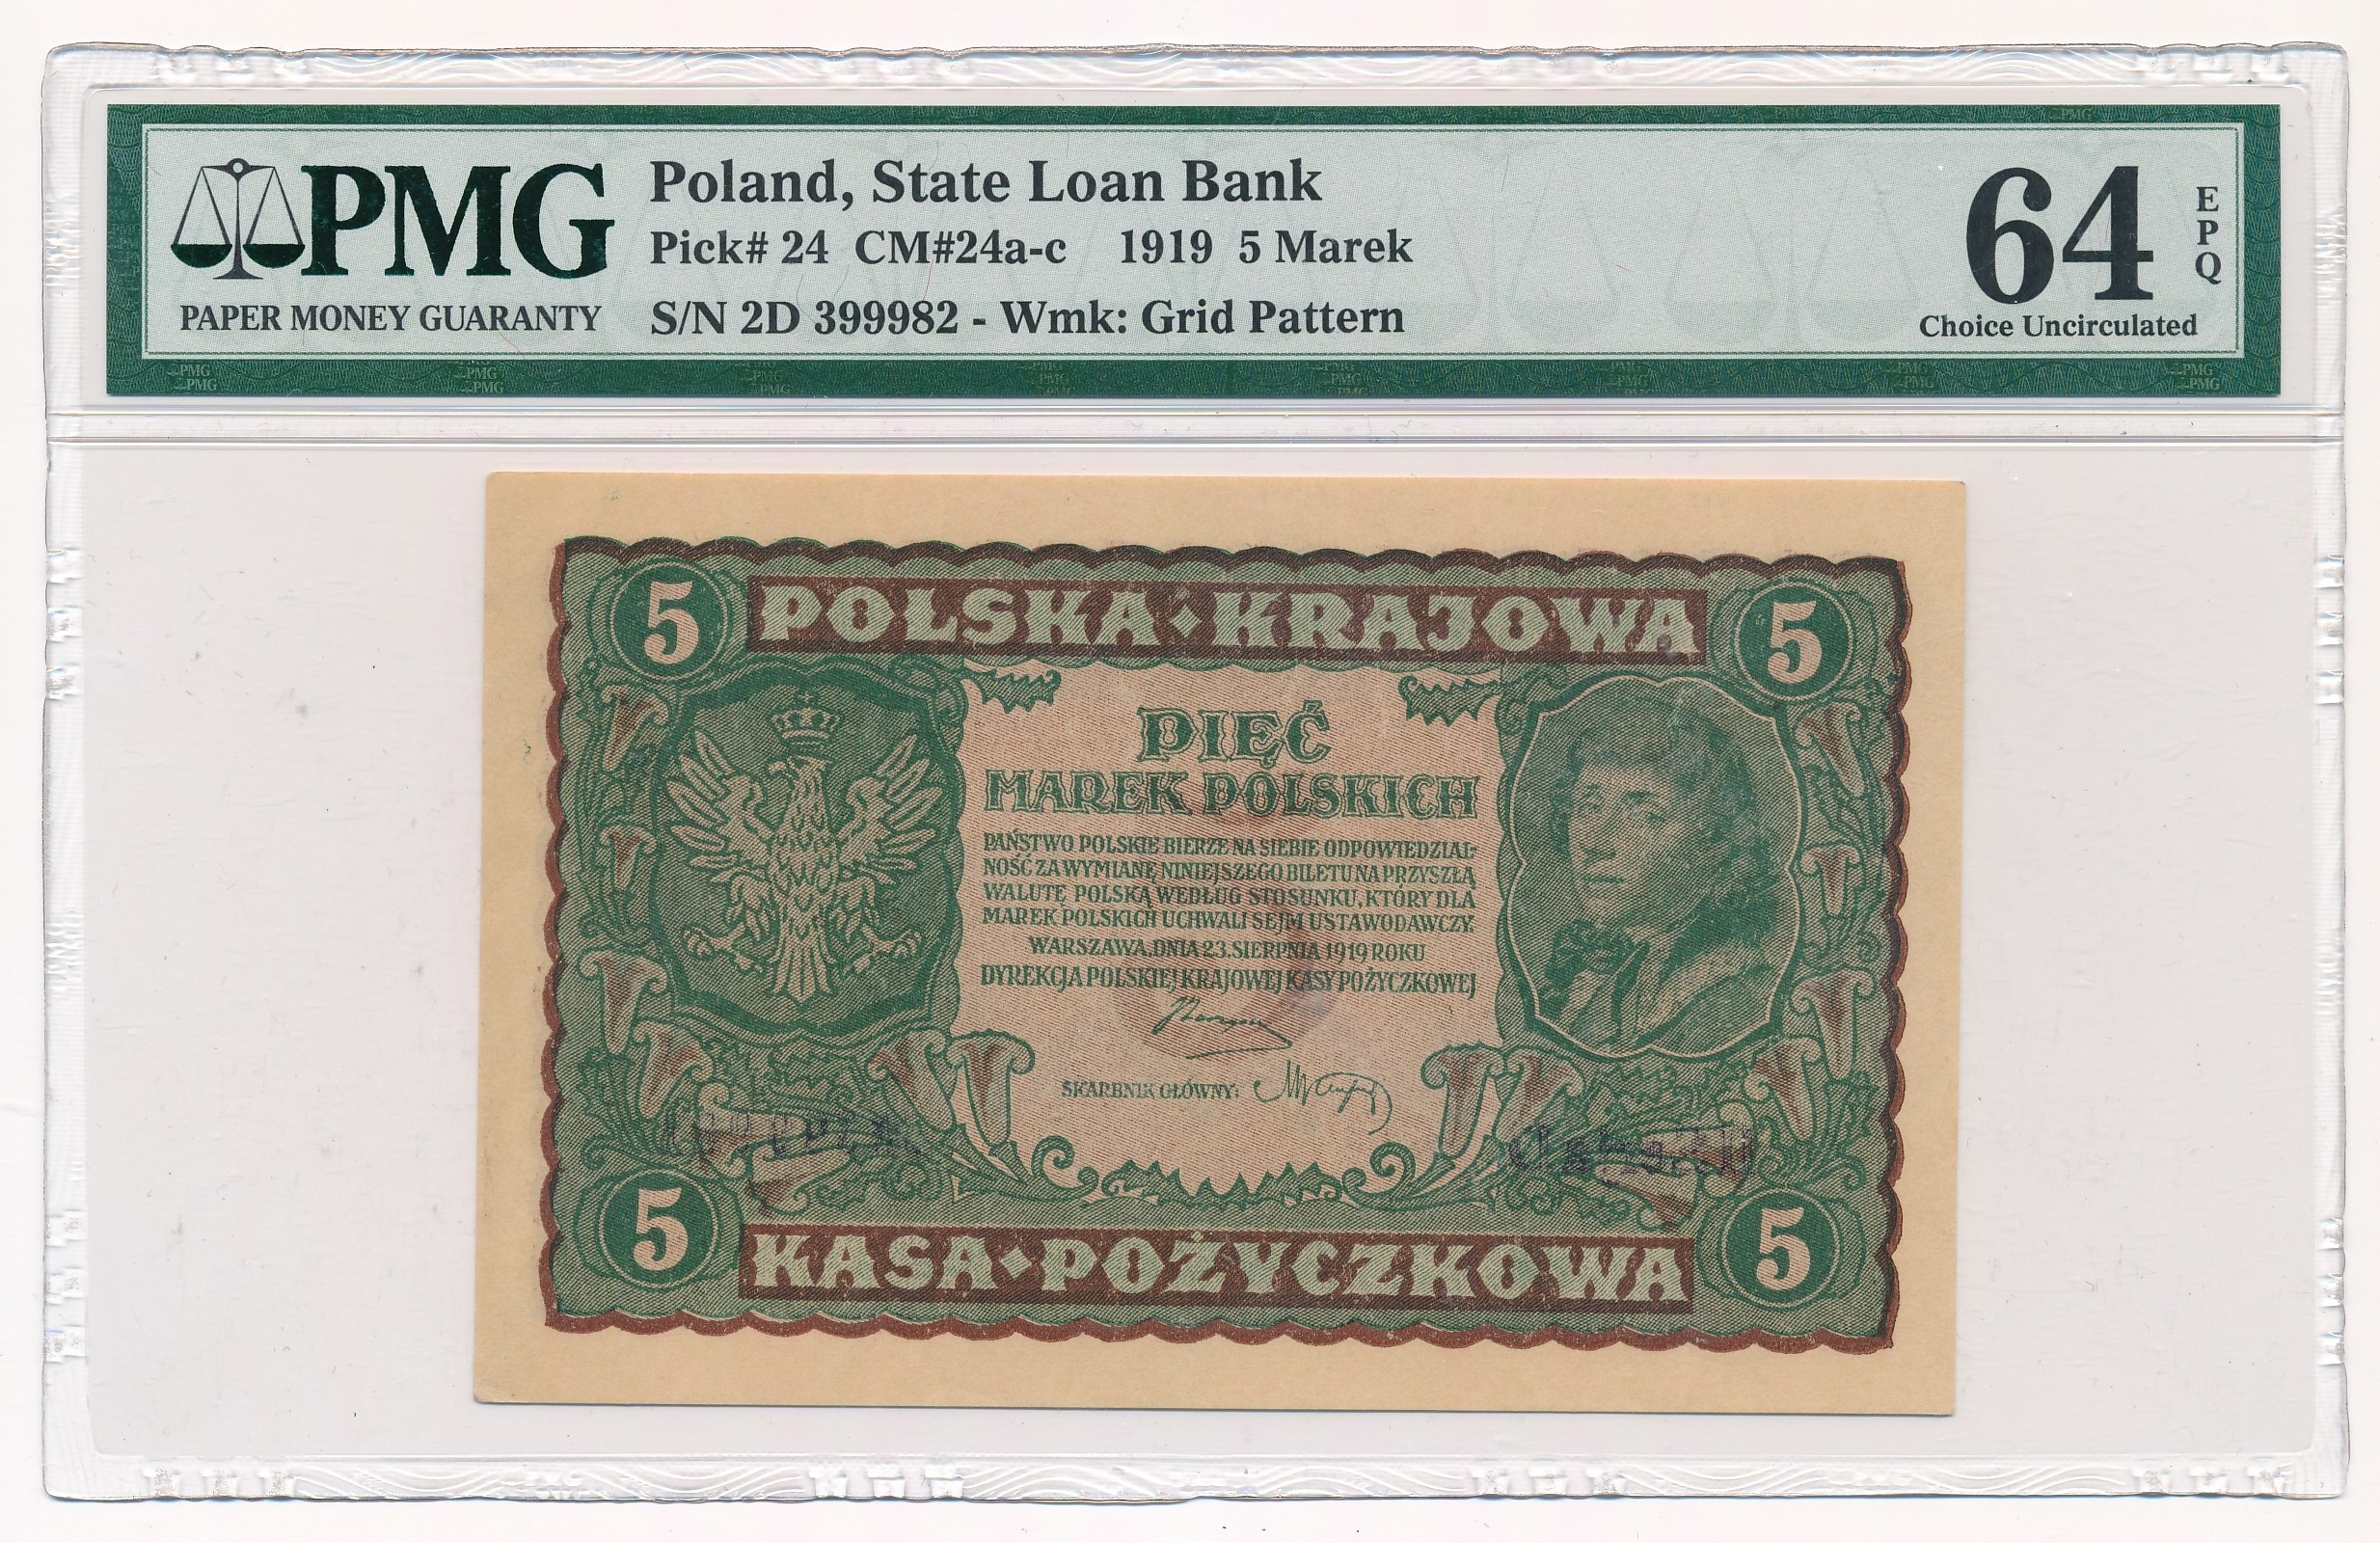 PMG
PAPER MONEY GUARANTY
Poland, State Loan Bank
Pick# 24 CM#24a-c 1919 5 Marek
S/N 2D 399982 - Wmk: Grid Pattern
64
EPQ
Choice Uncirculated
5 POLSKA KRAJOWA 5
PIĘĆ
MAREK POLSKICH
PAŃSTWO POLSKIE BIERZE NA SIEBIE ODPOWIEDZIAL-
NOŚĆ ZA WYMIANĘ NINIEJSZEGO BILETU NA PRZYSZŁĄ
WALUTĘ POLSKĄ WEDŁUG STOSUNKU, KTÓRY DLA
MAREK POLSKICH UCHWALI SEJM USTAWODAWCZY.
WARSZAWA, DNIA 23. SIERPNIA 1919 ROKU
DYREKCJA POLSKIEJ KRAJOWEJ KASY POŻYCZKOWEJ
SKARBNIK GŁÓWNY:
5 KASA POŻYCZKOWA 5